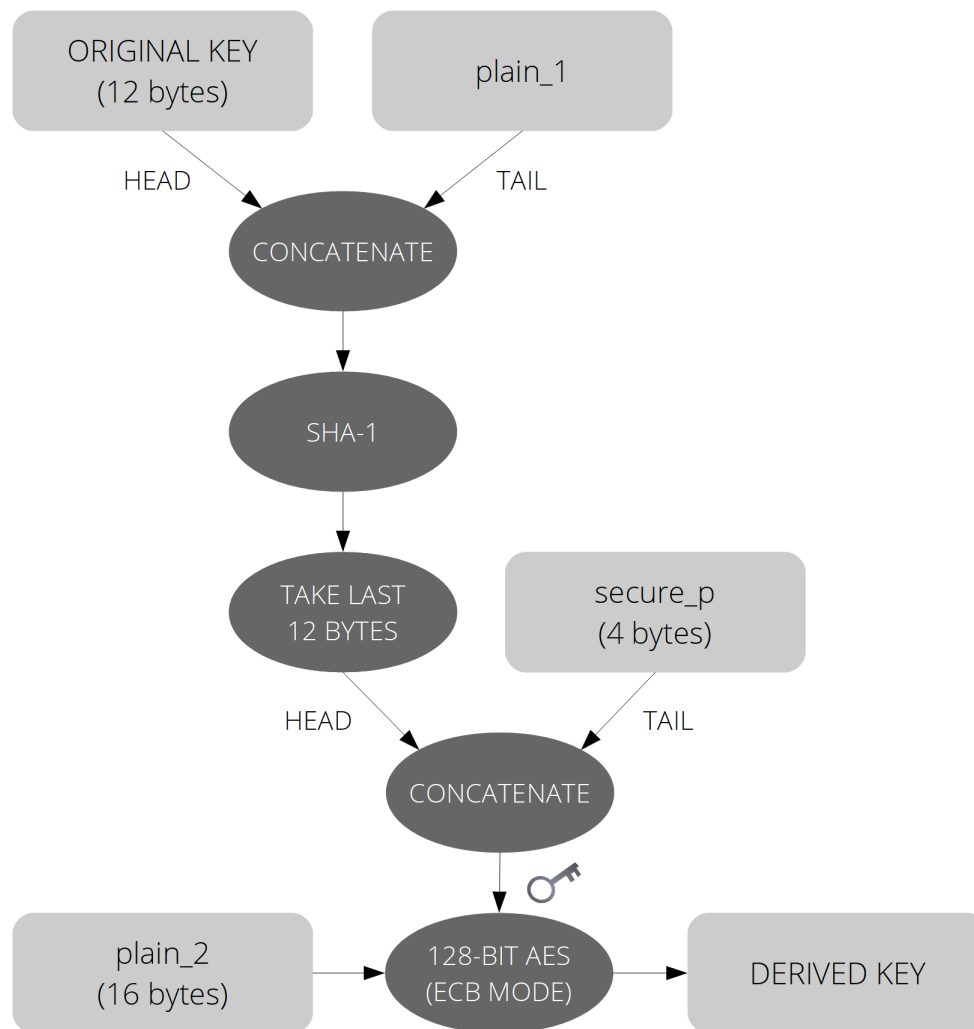 ORIGINAL KEY
(12 bytes)
plain_1
HEAD
TAIL
CONCATENATE
SHA-1
TAKE LAST
12 BYTES
secure_p
(4 bytes)
HEAD
TAIL
CONCATENATE
plain_2
(16 bytes)
128-BIT AES
(ECB MODE)
DERIVED KEY